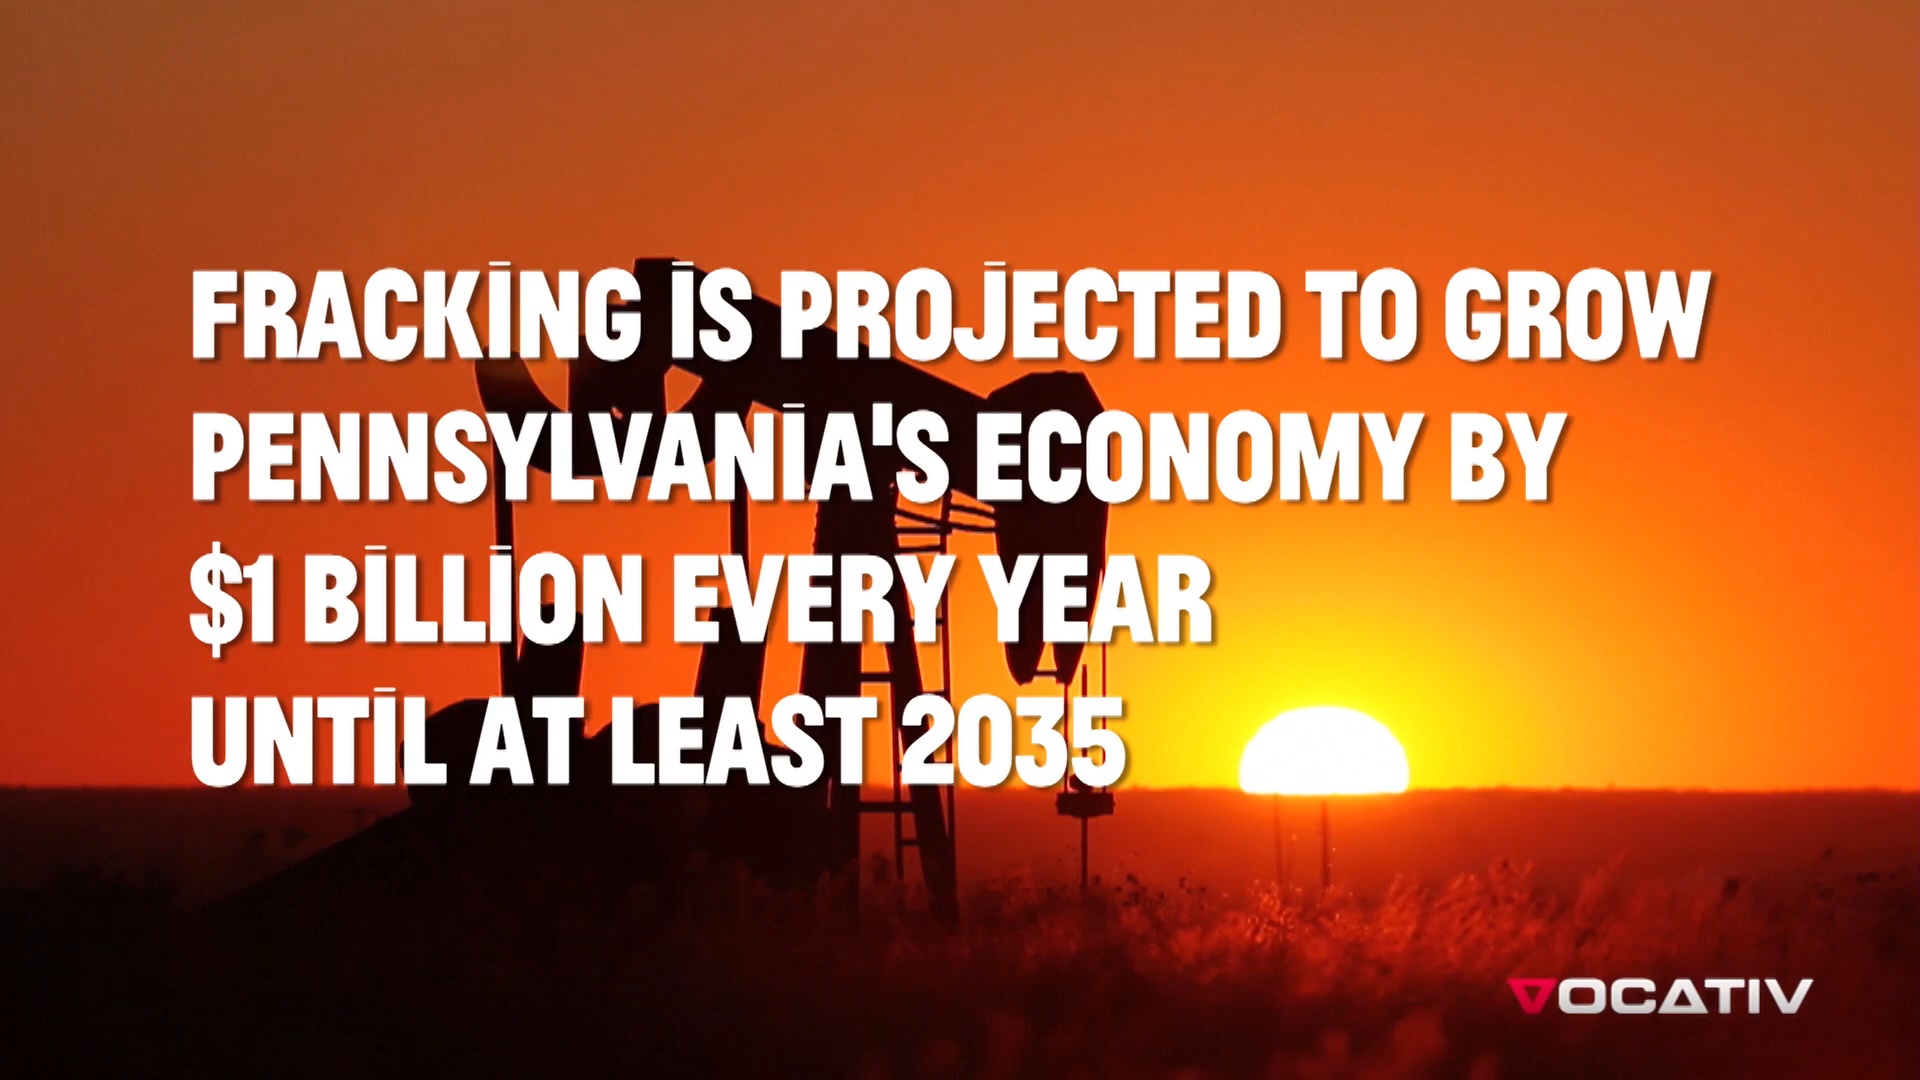 FRACKING IS PROJECTED TO GROW
PENNSYLVANIA'S ECONOMY BY
$1 BILLION EVERY YEAR
UNTIL AT LEAST 2035
VOCATIV